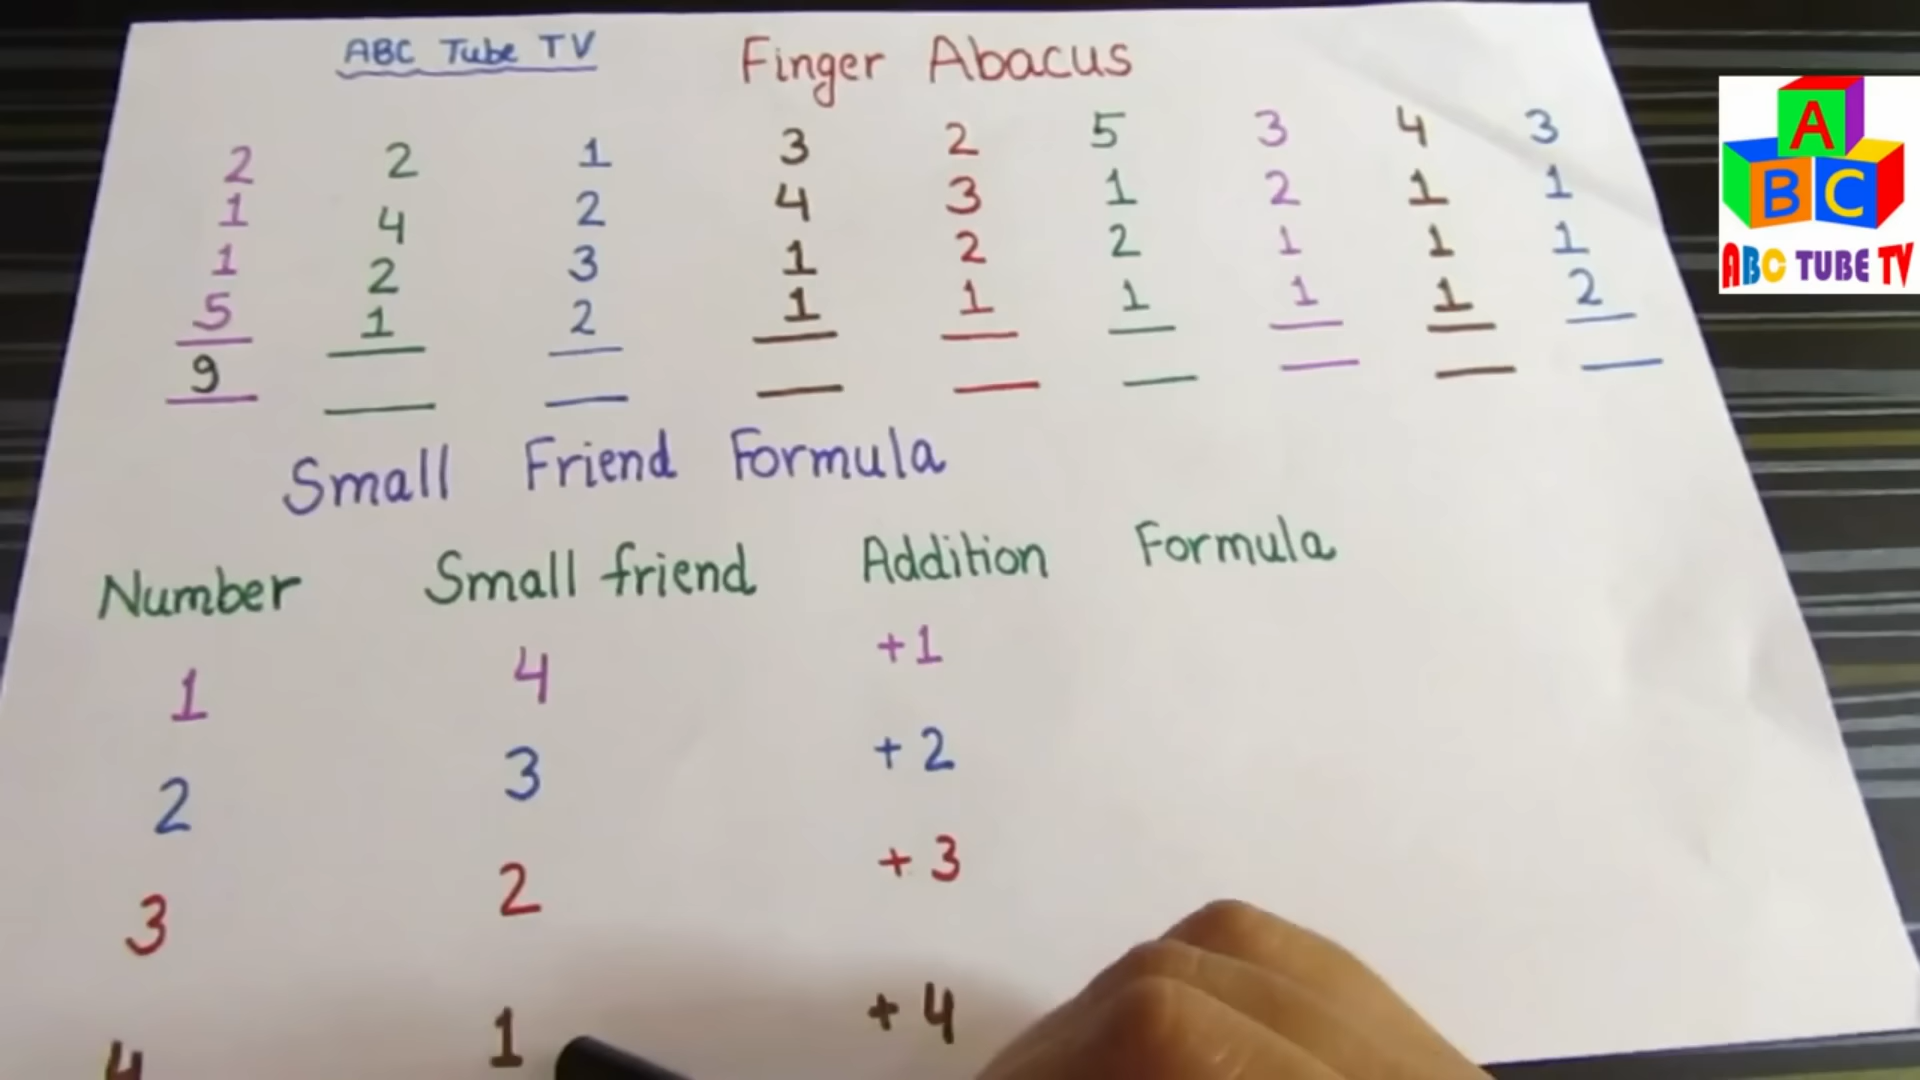 ABC Tube TV Finger Abacus
2 2 1 3 2 5 3 4 3
1 4 2 4 3 1 2 1 1
1 2 3 1 2 2 1 1 1
5 1 2 1 1 1 1 1 2
9
Small Friend Formula
Number Small friend Addition Formula
1 4 +1
2 3 +2
3 2 +3
4 1 +4
A
B C
ABC TUBE TV